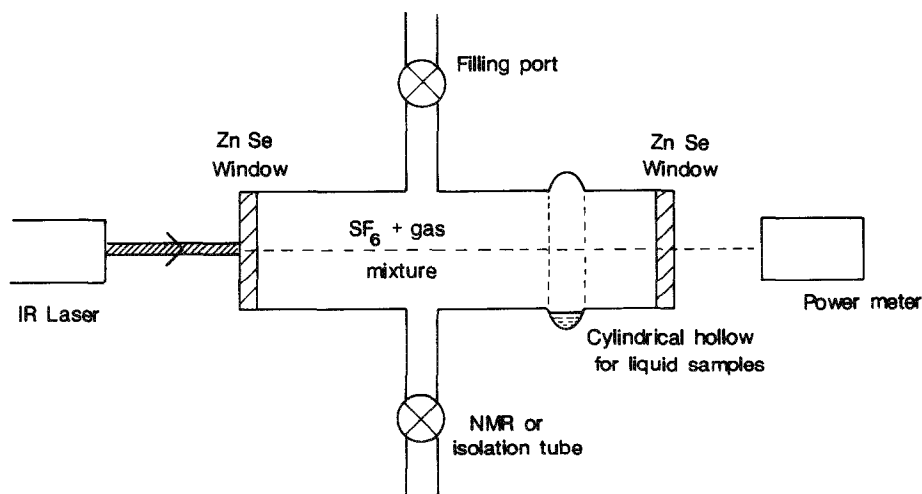 Filling port
Zn Se
Window
Zn Se
Window
SF6 + gas
mixture
IR Laser
Power meter
Cylindrical hollow
for liquid samples
NMR or
isolation tube